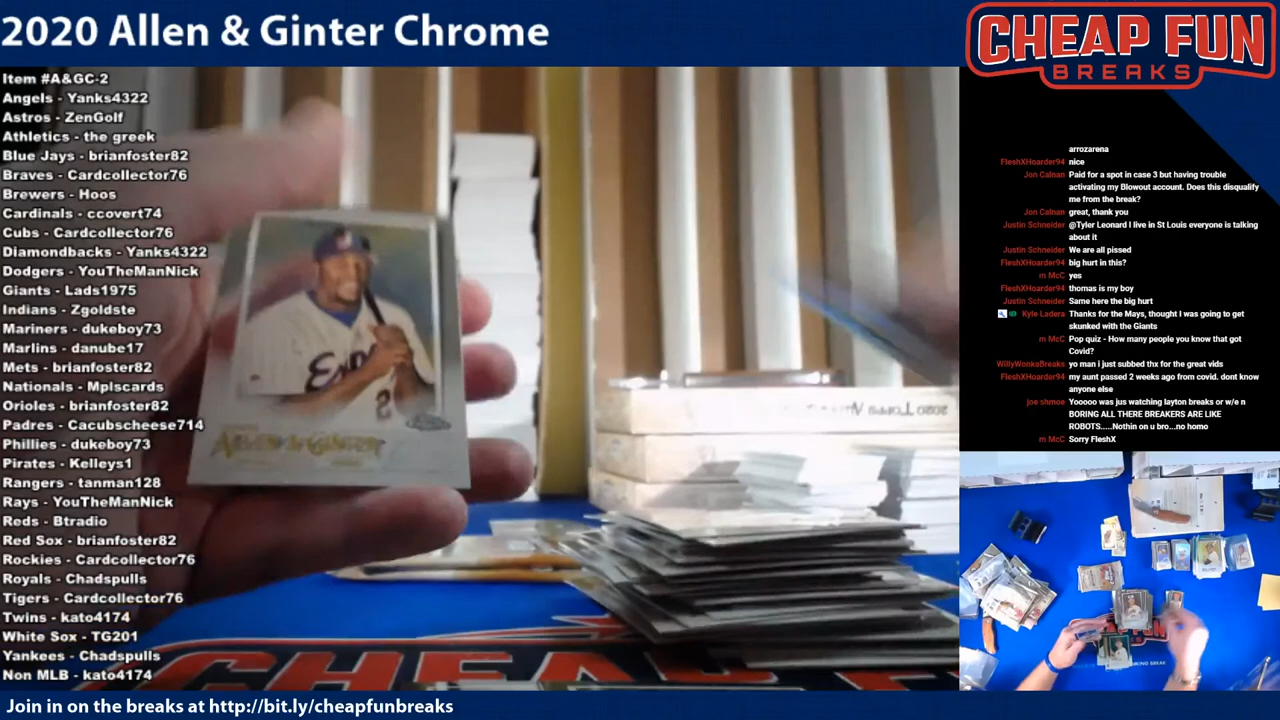 2020 Allen & Ginter Chrome
CHEAP FUN
BREAKS
Item #A&GC-2
Angels - Yanks4322
Astros - ZenGolf
Athletics - the greek
Blue Jays - brianfoster82
Braves - Cardcollector76
Brewers - Hoos
Cardinals - ccovert74
Cubs - Cardcollector76
Diamondbacks - Yanks4322
Dodgers - YouTheManNick
Giants - Lads1975
Indians - Zgoldste
Mariners - dukeboy73
Marlins - danube17
Mets - brianfoster82
Nationals - Mplscards
Orioles - brianfoster82
Padres - Cacubscheese714
Phillies - dukeboy73
Pirates - Kelleys1
Rangers - tanman128
Rays - YouTheManNick
Reds - Btradio
Red Sox - brianfoster82
Rockies - Cardcollector76
Royals - Chadspulls
Tigers - Cardcollector76
Twins - kato4174
White Sox - TG201
Yankees - Chadspulls
Non MLB - kato4174
Expo
2
Allen & Ginter
2020 TOPPS
CHEAP
arrozarena
FleshXHoarder94 nice
Jon Calnan Paid for a spot in case 3 but having trouble
activating my Blowout account. Does this disqualify
me from the break?
Jon Calnan great, thank you
Justin Schneider @Tyler Leonard I live in St Louis everyone is talking
about it
Justin Schneider We are all pissed
FleshXHoarder94 big hurt in this?
m McC yes
FleshXHoarder94 thomas is my boy
Justin Schneider Same here the big hurt
Kyle Ladera Thanks for the Mays, thought I was going to get
skunked with the Giants
m McC Pop quiz - How many people you know that got
Covid?
WillyWonkaBreaks yo man I just subbed thx for the great vids
FleshXHoarder94 my aunt passed 2 weeks ago from covid. dont know
anyone else
joe shmoe Yooooo was jus watching layton breaks or w/e n
BORING ALL THERE BREAKERS ARE LIKE
ROBOTS.....Nothin on u bro...no homo
m McC Sorry FleshX
CHEAP FUN
Join in on the breaks at http://bit.ly/cheapfunbreaks